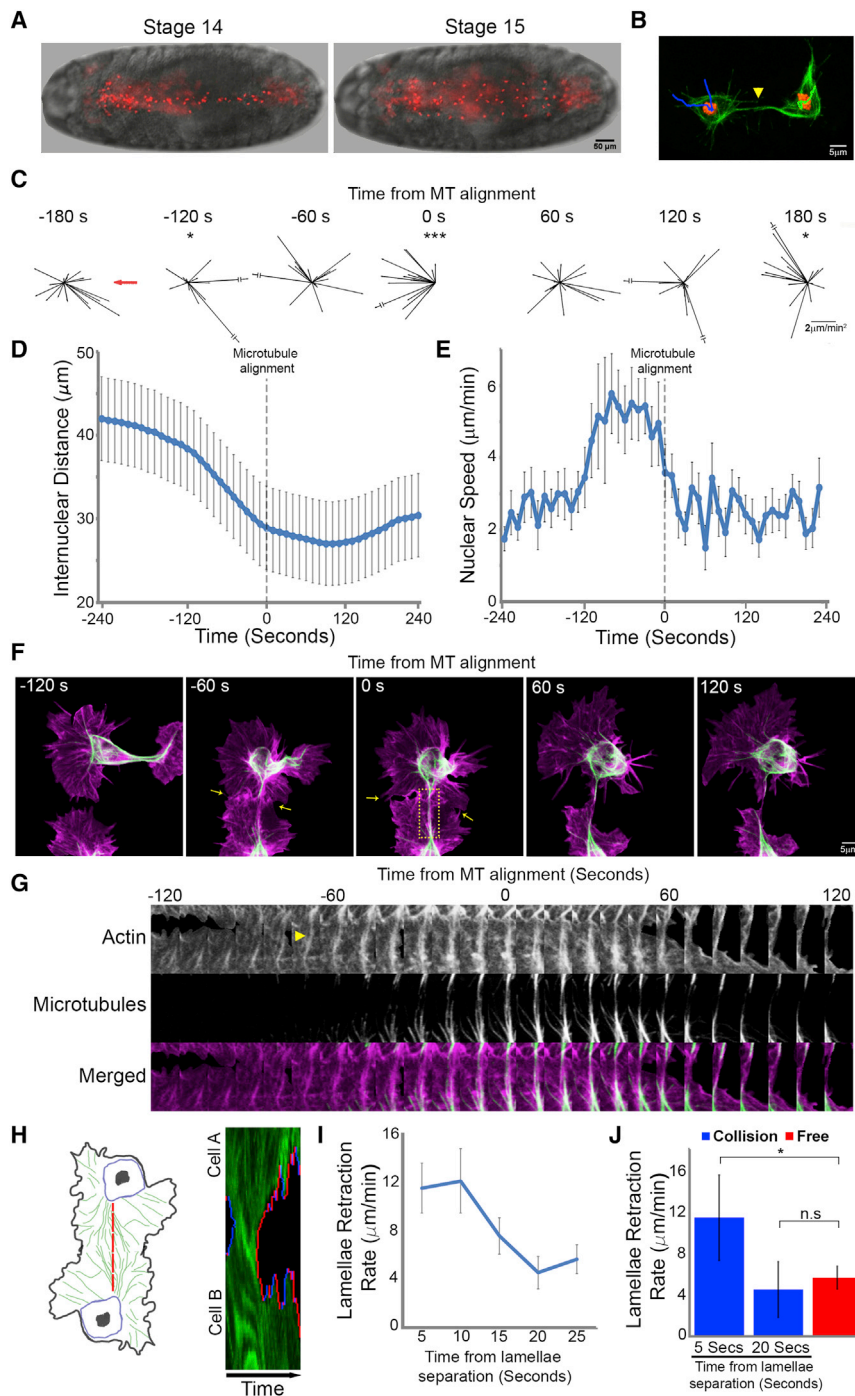 A
Stage 14
Stage 15
50 µm
B
5µm
C
Time from MT alignment
-180 s
-120 s
-60 s
0 s
60 s
120 s
180 s
*
***
*
2µm/min²
D
Microtubule
alignment
Internuclear Distance (µm)
50
40
30
20
-240
-120
0
120
240
Time (Seconds)
E
Microtubule
alignment
Nuclear Speed (µm/min)
6
4
2
0
-240
-120
0
120
240
Time (Seconds)
F
Time from MT alignment
-120 s
-60 s
0 s
60 s
120 s
5µm
G
Time from MT alignment (Seconds)
-120
-60
0
60
120
Actin
Microtubules
Merged
H
Cell A
Cell B
Time
I
Lamellae Retraction
Rate (µm/min)
16
12
8
4
0
5
10
15
20
25
Time from lamellae
separation (Seconds)
J
Collision
Free
Lamellae Retraction
Rate (µm/min)
16
12
8
4
0
*
n.s
5 Secs
20 Secs
Time from lamellae
separation (Seconds)